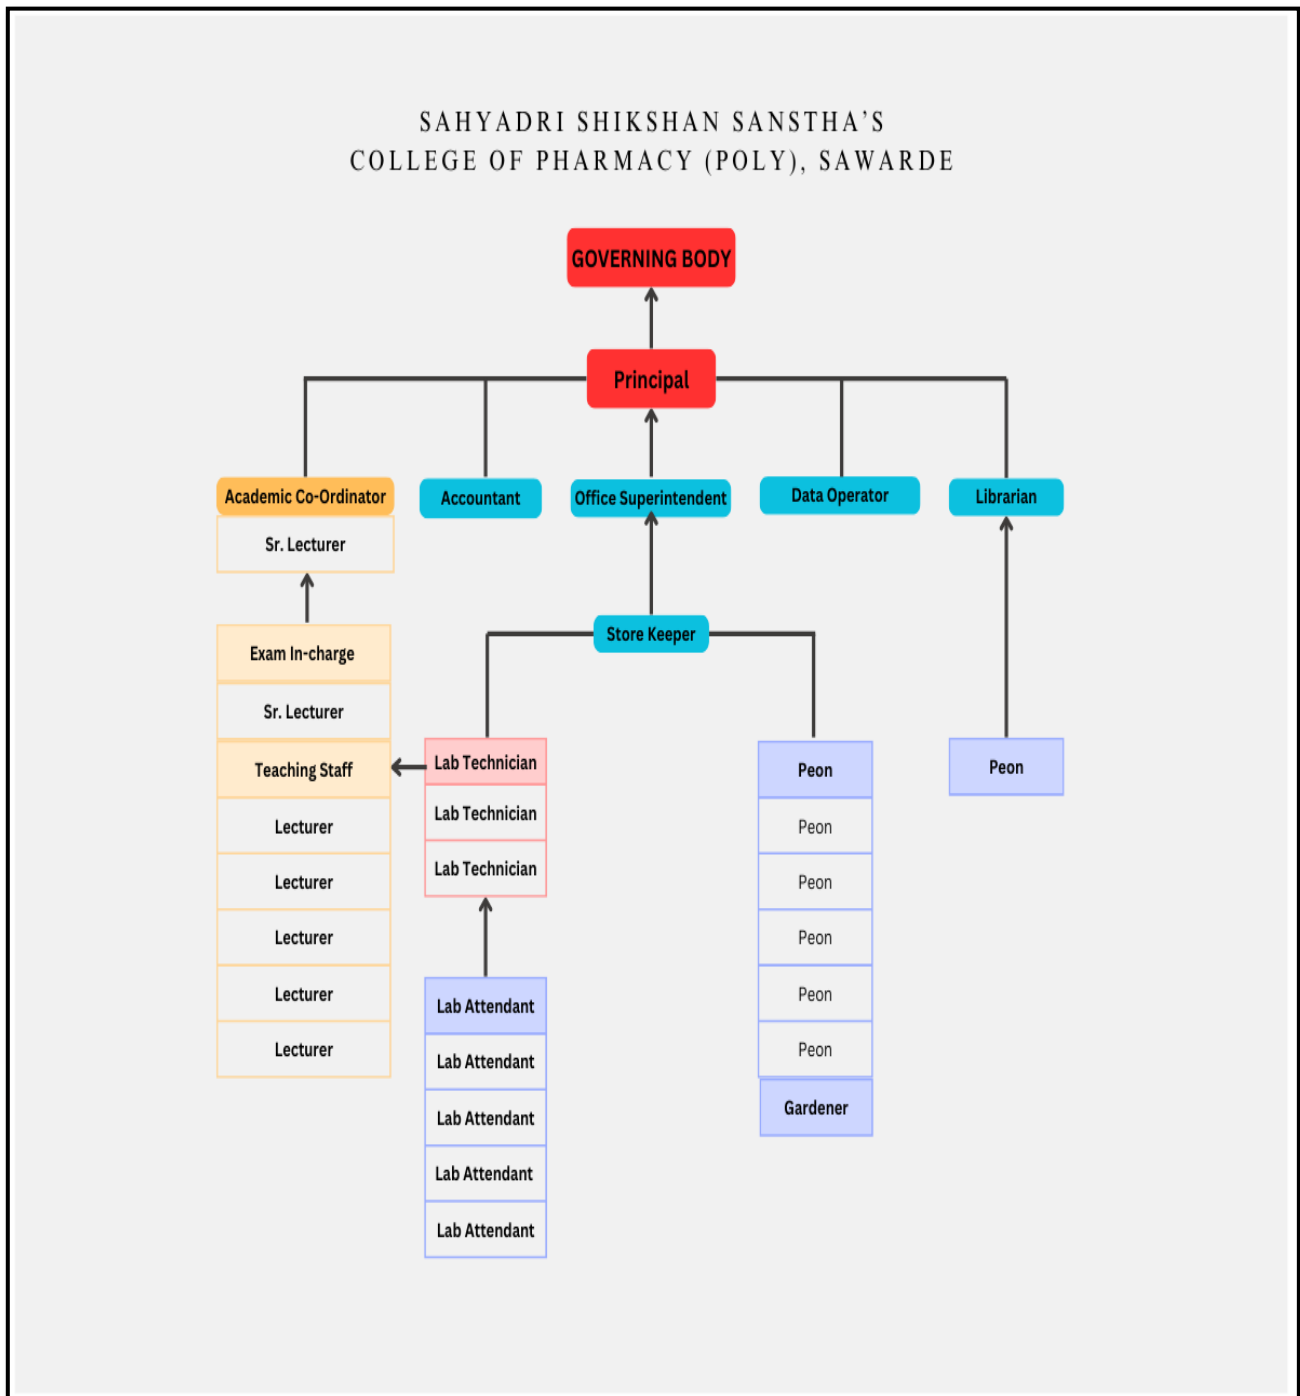 SAHYADRI SHIKSHAN SANSTHA’S
COLLEGE OF PHARMACY (POLY), SAWARDE
GOVERNING BODY
Principal
Academic Co-Ordinator
Accountant
Office Superintendent
Data Operator
Librarian
Sr. Lecturer
Store Keeper
Exam In-charge
Sr. Lecturer
Teaching Staff
Lecturer
Lecturer
Lecturer
Lecturer
Lecturer
Lab Technician
Lab Technician
Lab Technician
Lab Attendant
Lab Attendant
Lab Attendant
Lab Attendant
Lab Attendant
Peon
Peon
Peon
Peon
Peon
Peon
Gardener
Peon